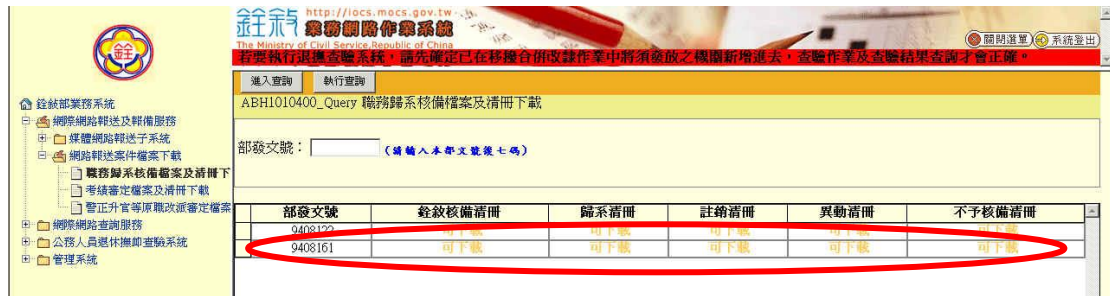 銓敘部 http://iocs.mocs.gov.tw
業務網路作業系統
The Ministry of Civil Service,Republic of China
關閉選單 系統登出
若要執行退撫查驗系統，請先確定已在移撥合併改隸作業中將須發放之機關新增進去，查驗作業及查驗結果查詢才會正確。
進入查詢 執行查詢
ABH1010400_Query 職務歸系核備檔案及清冊下載
銓敘部業務系統
網際網路報送及報備服務
媒體網路報送子系統
網路報送案件檔案下載
職務歸系核備檔案及清冊下
考績審定檔案及清冊下載
警正升官等原職改派審定檔案
網際網路查詢服務
公務人員退休撫卹查驗系統
管理系統
部發文號： (請輸入本部文號後七碼)
部發文號 銓敘核備清冊 歸系清冊 註銷清冊 異動清冊 不予核備清冊
9408122 可下載 可下載 可下載 可下載 可下載
9408161 可下載 可下載 可下載 可下載 可下載